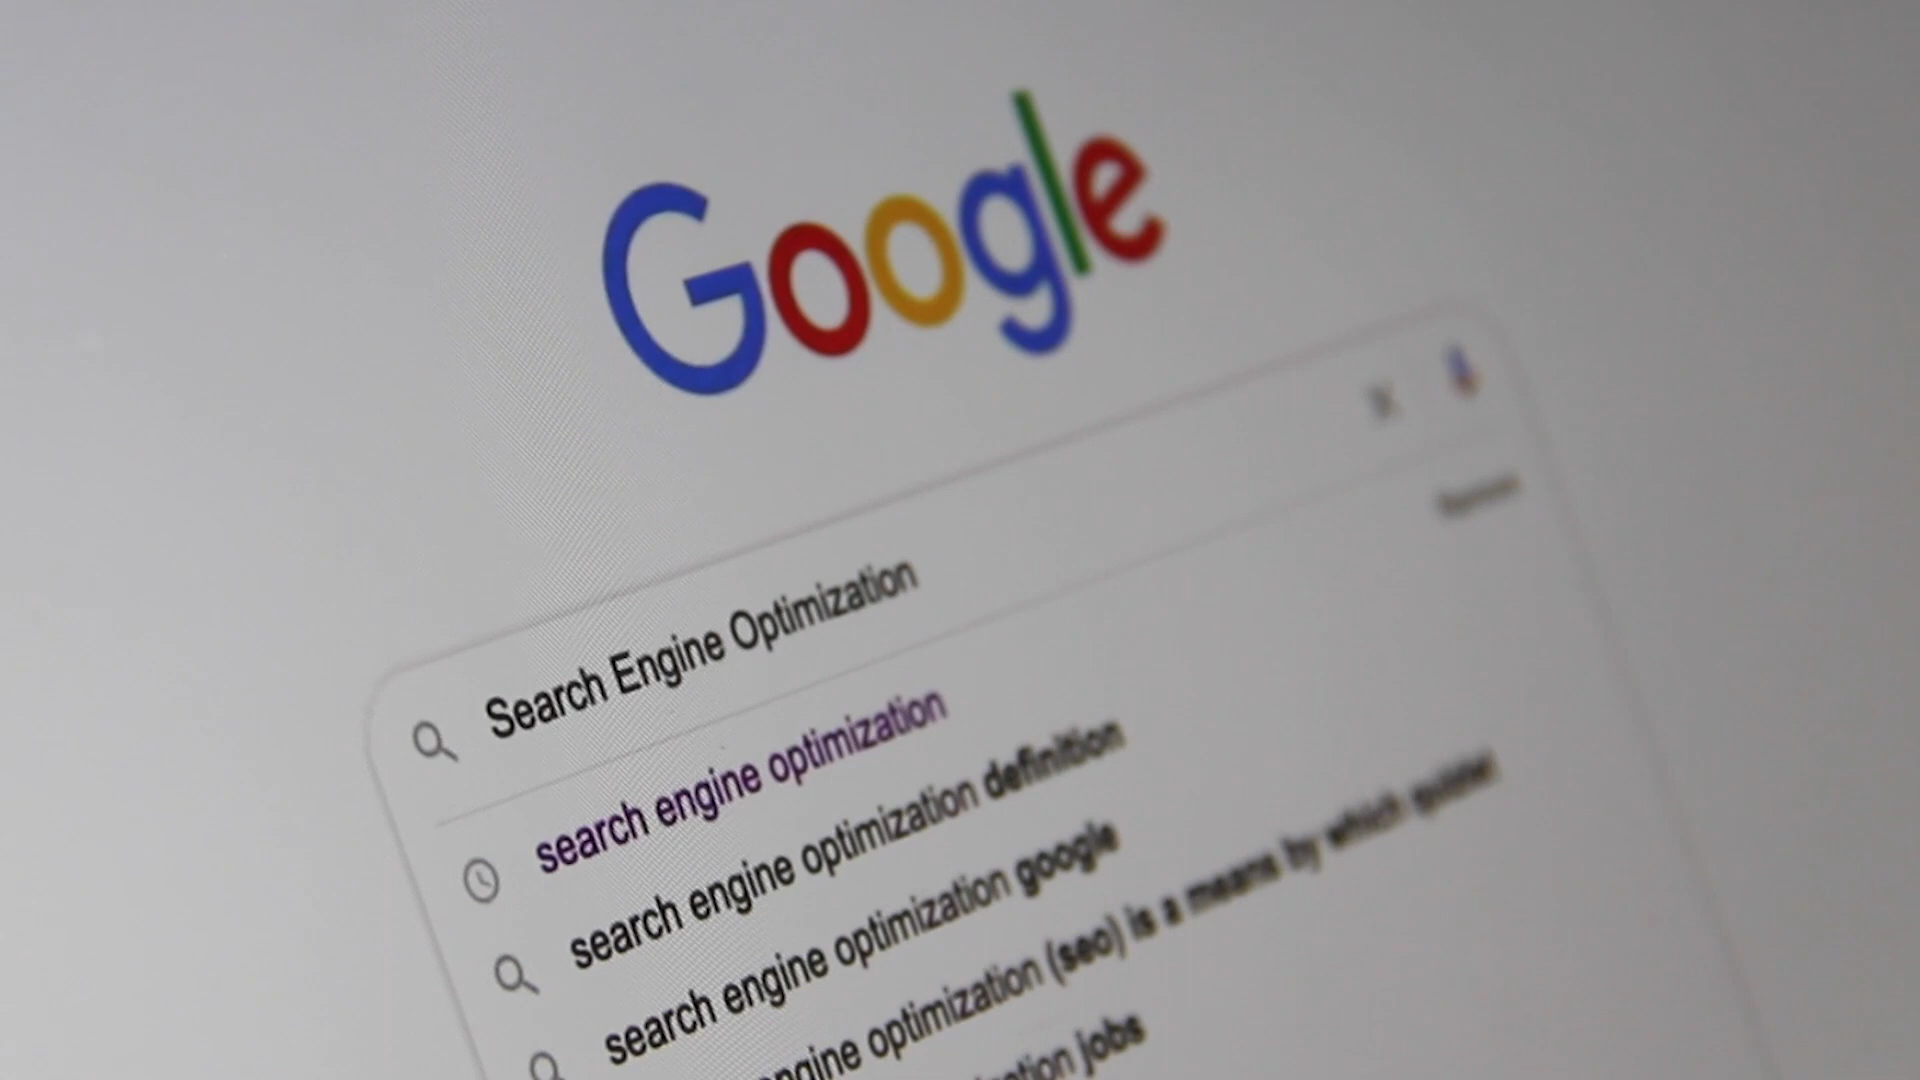 Google
Search Engine Optimization
search engine optimization
search engine optimization definition
search engine optimization google
engine optimization (seo) is a means by which
jobs